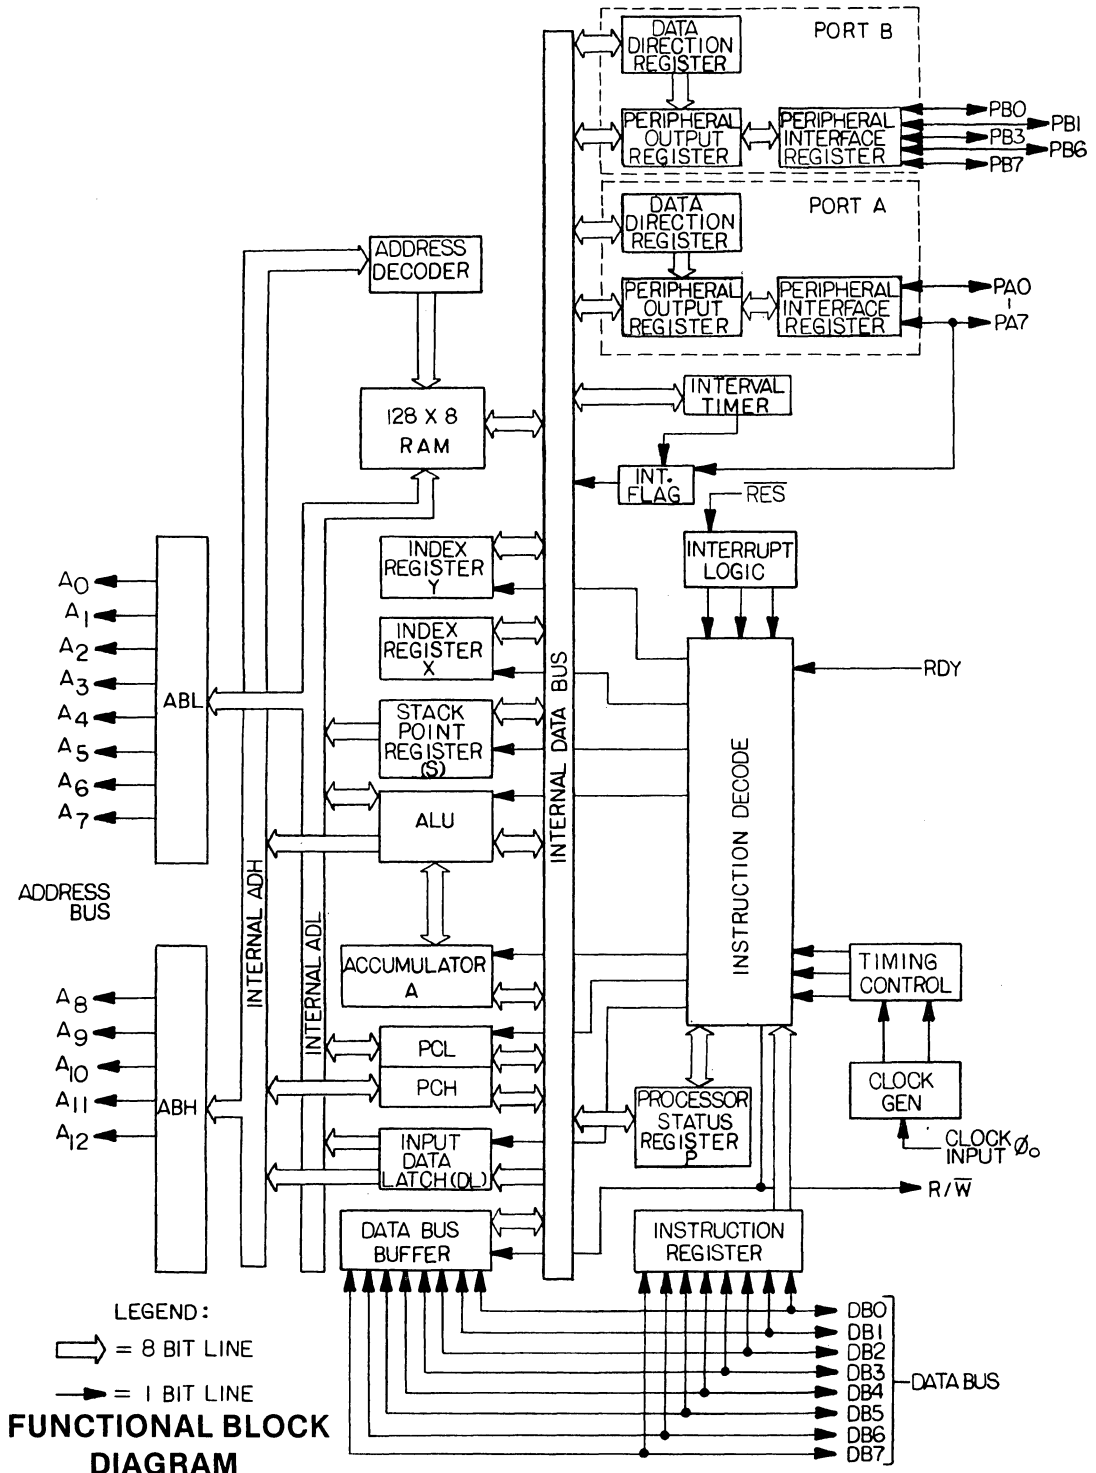 DATA
DIRECTION
REGISTER
PORT B
PERIPHERAL
OUTPUT
REGISTER
PERIPHERAL
INTERFACE
REGISTER
PB0
PB1
PB3
PB6
PB7
DATA
DIRECTION
REGISTER
PORT A
PERIPHERAL
OUTPUT
REGISTER
PERIPHERAL
INTERFACE
REGISTER
PA0
PA7
ADDRESS
DECODER
128 X 8
RAM
INTERVAL
TIMER
INT.
FLAG
RES
INTERRUPT
LOGIC
INDEX
REGISTER
Y
INDEX
REGISTER
X
STACK
POINT
REGISTER
(S)
ALU
ACCUMULATOR
A
PCL
PCH
INPUT
DATA
LATCH (DL)
DATA BUS
BUFFER
INTERNAL DATA BUS
INTERNAL ADH
INTERNAL ADL
INSTRUCTION DECODE
RDY
TIMING
CONTROL
CLOCK
GEN
CLOCK
INPUT Ø0
PROCESSOR
STATUS
REGISTER
P
R/W
INSTRUCTION
REGISTER
A0
A1
A2
A3
A4
A5
A6
A7
ABL
ADDRESS
BUS
A8
A9
A10
A11
A12
ABH
DB0
DB1
DB2
DB3
DB4
DB5
DB6
DB7
DATA BUS
LEGEND:
= 8 BIT LINE
= 1 BIT LINE
FUNCTIONAL BLOCK
DIAGRAM